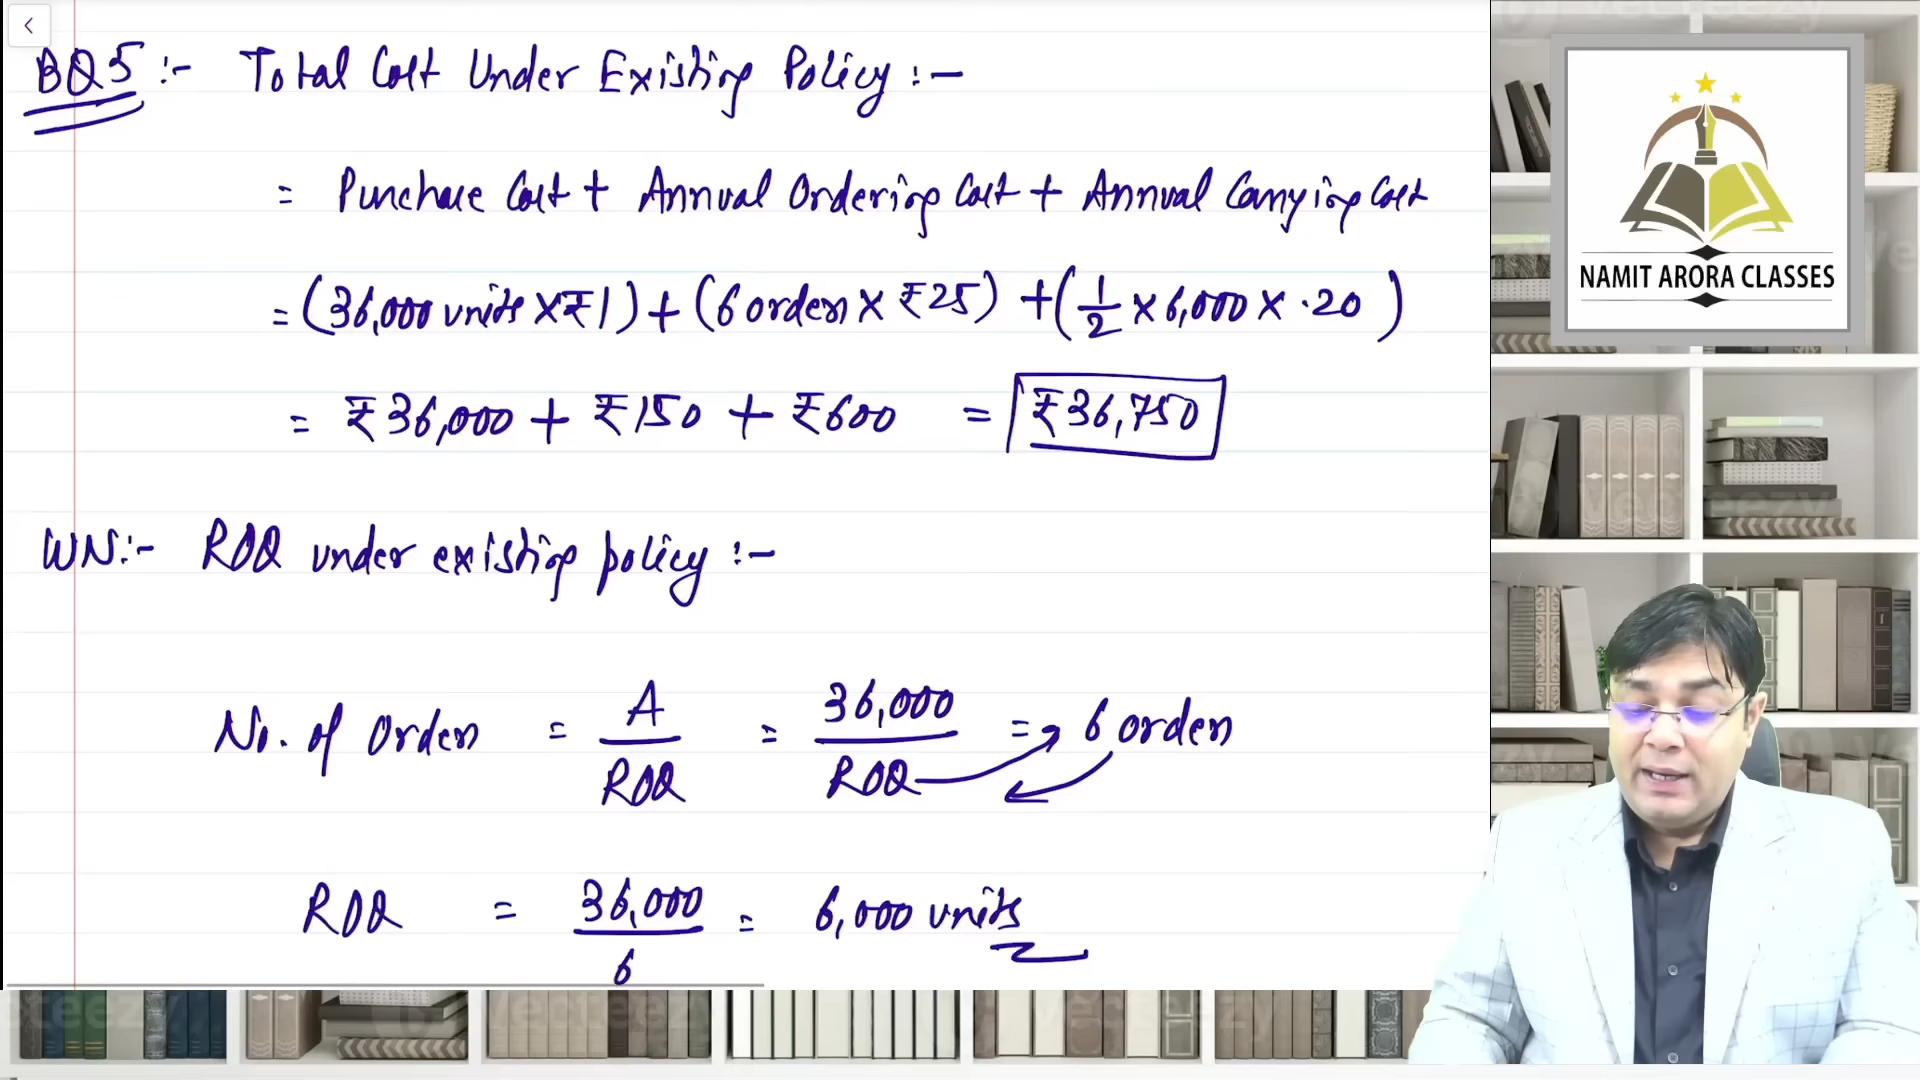 BQ5 :- Total Cost Under Existing Policy :-
= Purchase Cost + Annual Ordering Cost + Annual Carrying Cost
= (36,000 units × ₹1) + (6 orders × ₹25) + (1/2 × 6,000 × .20)
= ₹36,000 + ₹150 + ₹600 = ₹36,750
WN:- ROQ under existing policy :-
No. of Orders = A/ROQ = 36,000/ROQ = 6 orders
ROQ = 36,000/6 = 6,000 units
NAMIT ARORA CLASSES